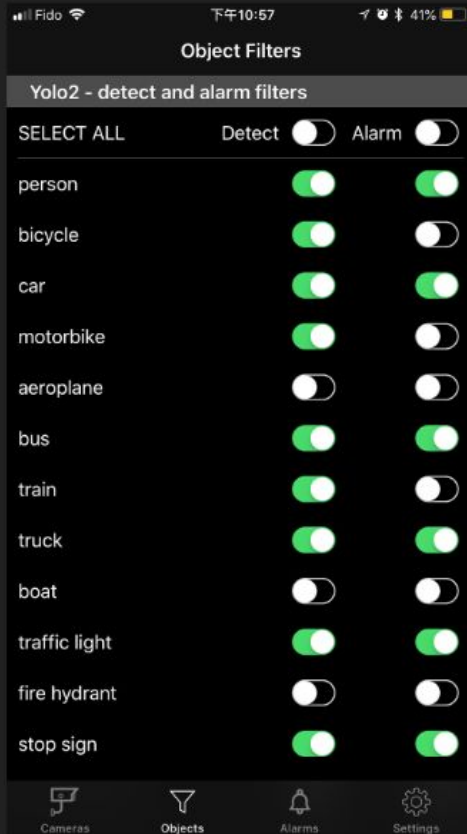 Fido 下午10:57 41%
Object Filters
Yolo2 - detect and alarm filters
SELECT ALL Detect Alarm
person
bicycle
car
motorbike
aeroplane
bus
train
truck
boat
traffic light
fire hydrant
stop sign
Cameras Objects Alarms Settings